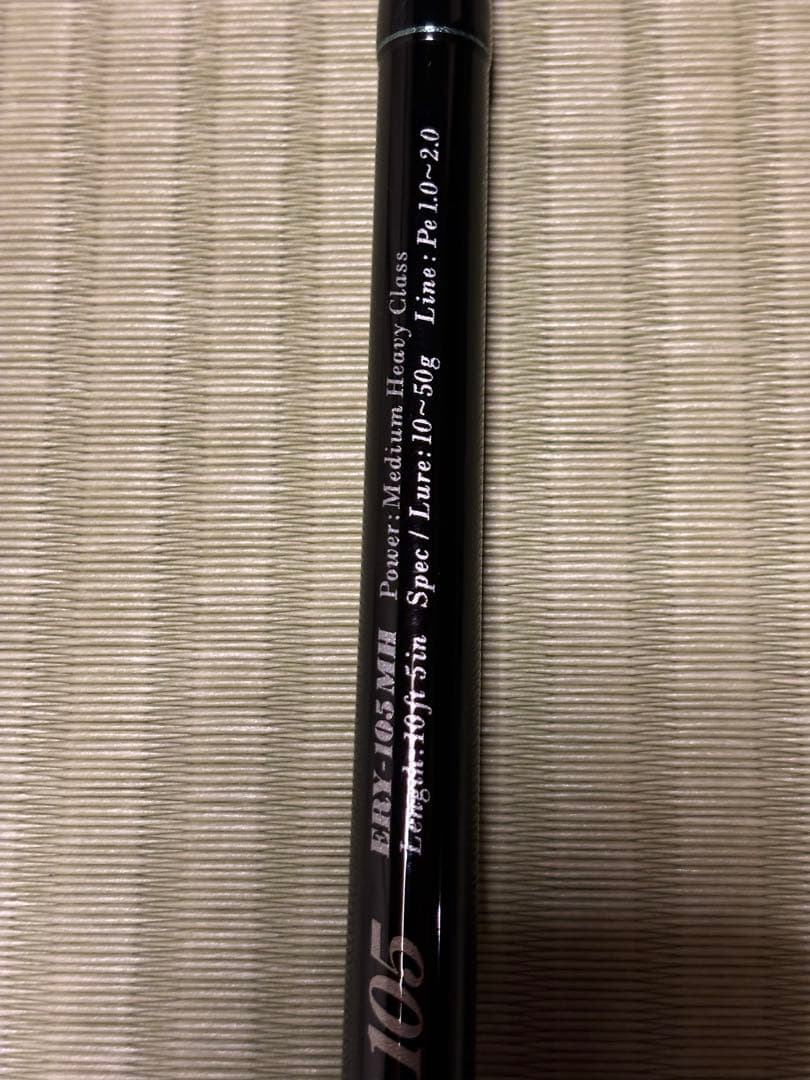 105
ERY-105MH Power: Medium Heavy Class
Length: 10ft 5in Spec / Lure: 10~50g Line: Pe 1.0~2.0